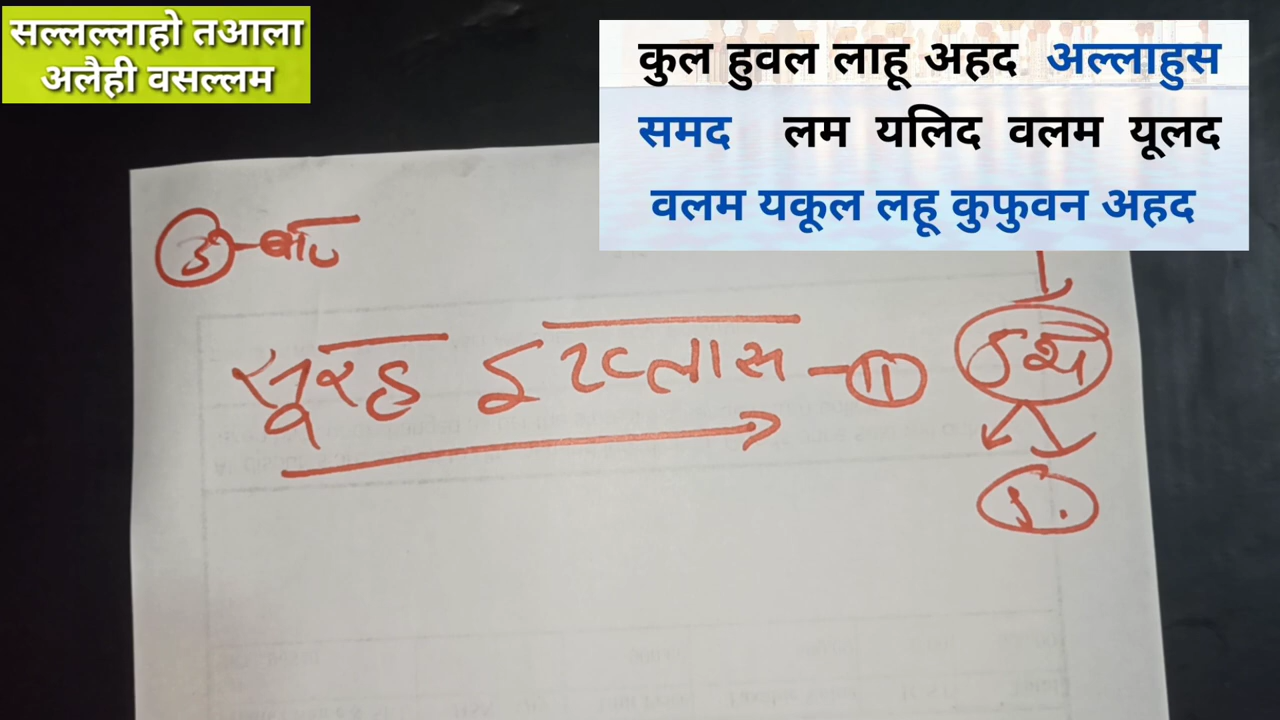 सल्लल्लाहो तआला
अलैही वसल्लम
कुल हुवल लाहू अहद अल्लाहुस
समद लम यलिद वलम यूलद
वलम यकूल लहू कुफुवन अहद
सूरह इख्लास - 11